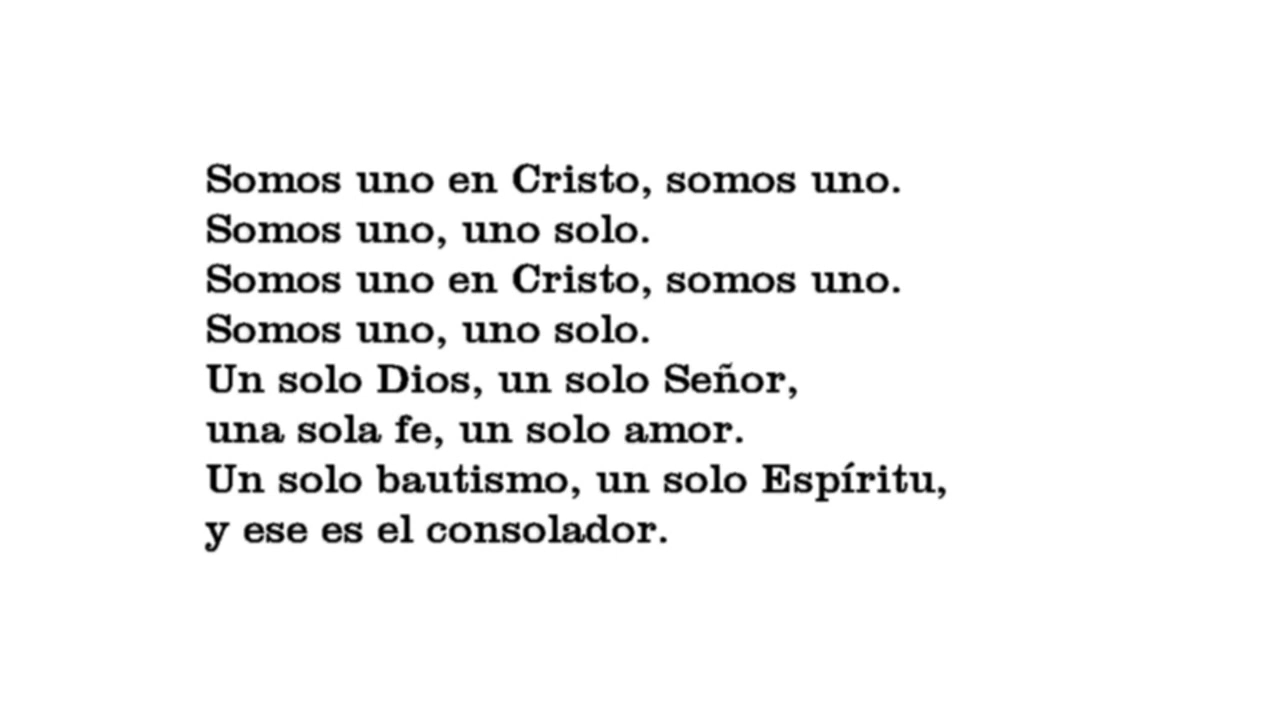 Somos uno en Cristo, somos uno.
Somos uno, uno solo.
Somos uno en Cristo, somos uno.
Somos uno, uno solo.
Un solo Dios, un solo Señor,
una sola fe, un solo amor.
Un solo bautismo, un solo Espíritu,
y ese es el consolador.